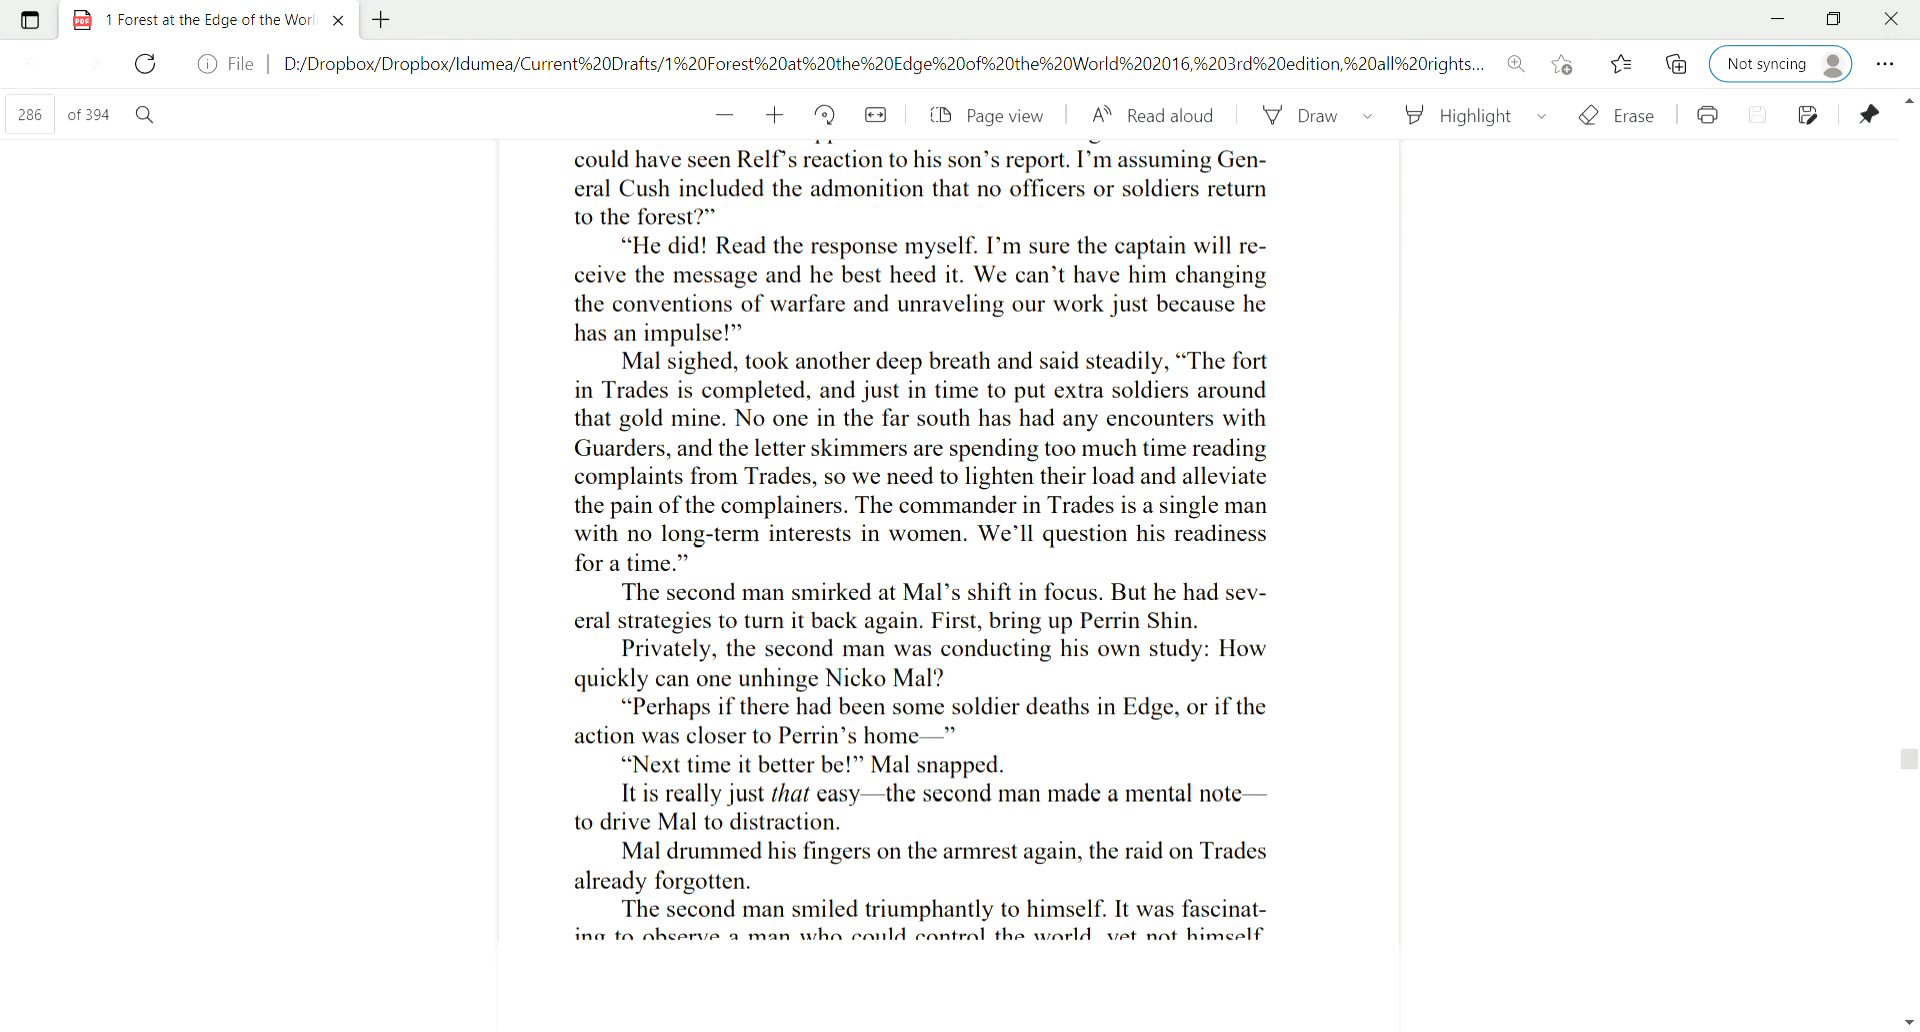 1 Forest at the Edge of the Worl
File
D:/Dropbox/Dropbox/Idumea/Current%20Drafts/1%20Forest%20at%20the%20Edge%20of%20the%20World%202016,%203rd%20edition,%20all%20rights...
Not syncing
286 of 394
Page view
Read aloud
Draw
Highlight
Erase
could have seen Relf’s reaction to his son’s report. I’m assuming Gen-
eral Cush included the admonition that no officers or soldiers return
to the forest?”
“He did! Read the response myself. I’m sure the captain will re-
ceive the message and he best heed it. We can’t have him changing
the conventions of warfare and unraveling our work just because he
has an impulse!”
Mal sighed, took another deep breath and said steadily, “The fort
in Trades is completed, and just in time to put extra soldiers around
that gold mine. No one in the far south has had any encounters with
Guarders, and the letter skimmers are spending too much time reading
complaints from Trades, so we need to lighten their load and alleviate
the pain of the complainers. The commander in Trades is a single man
with no long-term interests in women. We’ll question his readiness
for a time.”
The second man smirked at Mal’s shift in focus. But he had sev-
eral strategies to turn it back again. First, bring up Perrin Shin.
Privately, the second man was conducting his own study: How
quickly can one unhinge Nicko Mal?
“Perhaps if there had been some soldier deaths in Edge, or if the
action was closer to Perrin’s home—”
“Next time it better be!” Mal snapped.
It is really just that easy—the second man made a mental note—
to drive Mal to distraction.
Mal drummed his fingers on the armrest again, the raid on Trades
already forgotten.
The second man smiled triumphantly to himself. It was fascinat-
ing to observe a man who could control the world, yet not himself.